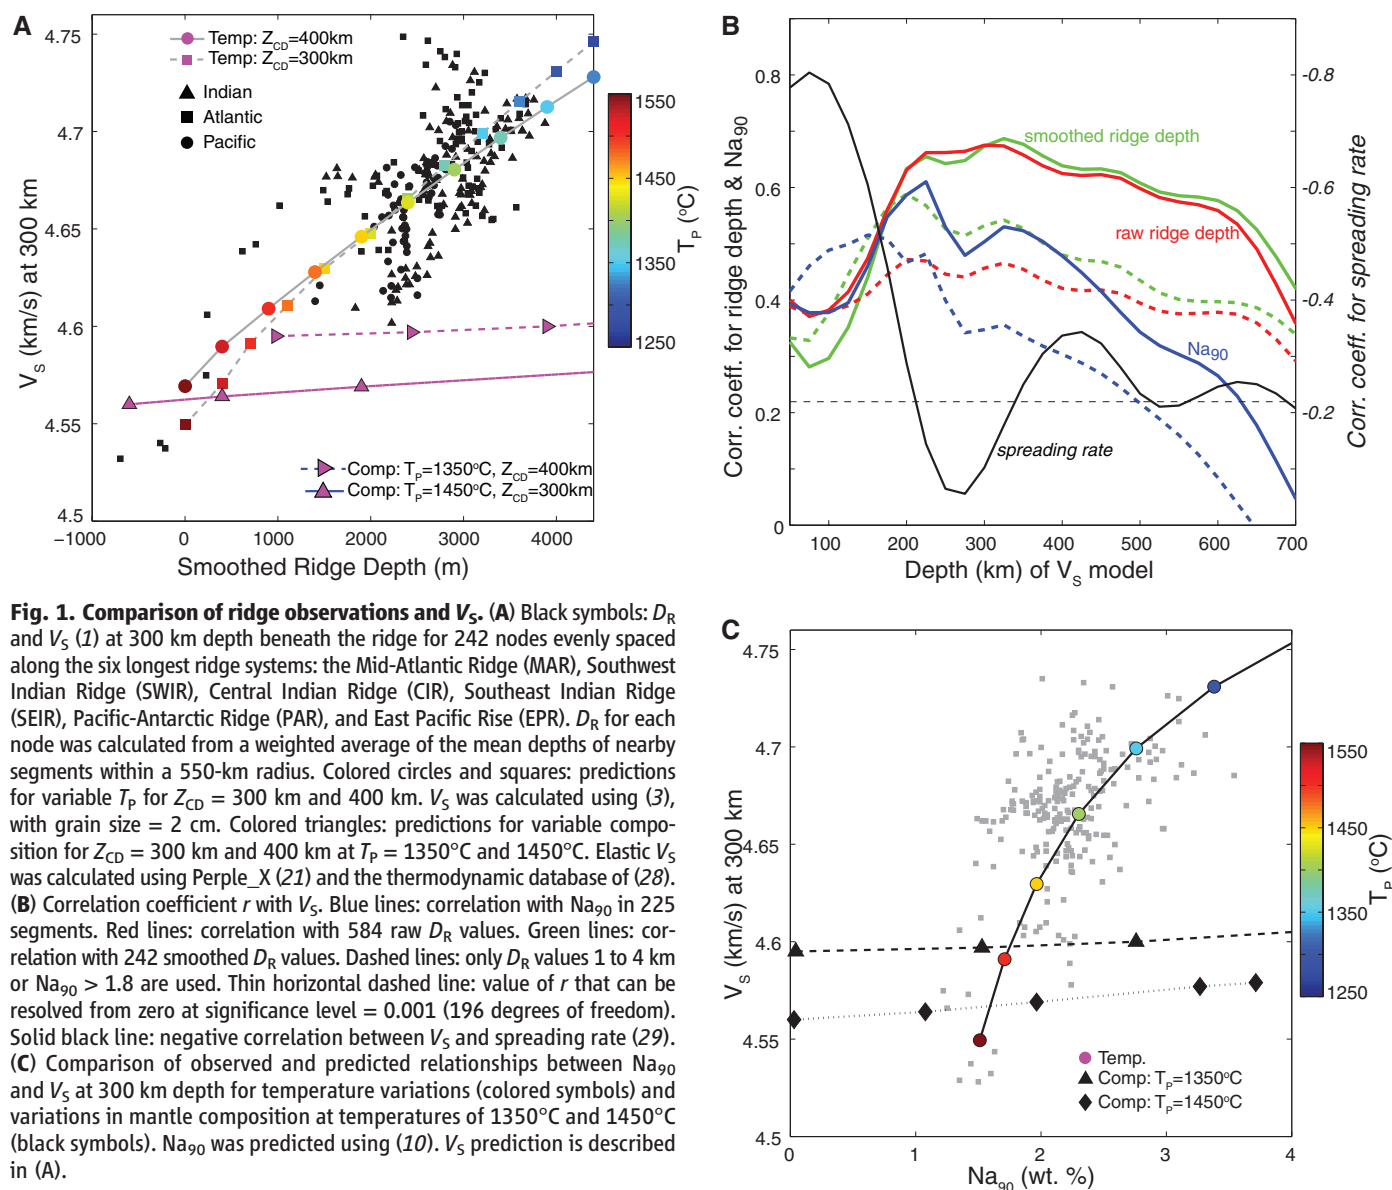 A
4.75
4.7
4.65
4.6
4.55
4.5
V_S (km/s) at 300 km
Temp: Z_CD=400km
Temp: Z_CD=300km
Indian
Atlantic
Pacific
Comp: T_P=1350°C, Z_CD=400km
Comp: T_P=1450°C, Z_CD=300km
−1000 0 1000 2000 3000 4000
Smoothed Ridge Depth (m)
1550
1450
1350
1250
T_P (°C)
B
0.8
0.6
0.4
0.2
0
Corr. coeff. for ridge depth & Na90
smoothed ridge depth
raw ridge depth
Na90
spreading rate
-0.8
-0.6
-0.4
-0.2
Corr. coeff. for spreading rate
100 200 300 400 500 600 700
Depth (km) of V_S model
Fig. 1. Comparison of ridge observations and V_S. (A) Black symbols: D_R
and V_S (1) at 300 km depth beneath the ridge for 242 nodes evenly spaced
along the six longest ridge systems: the Mid-Atlantic Ridge (MAR), Southwest
Indian Ridge (SWIR), Central Indian Ridge (CIR), Southeast Indian Ridge
(SEIR), Pacific-Antarctic Ridge (PAR), and East Pacific Rise (EPR). D_R for each
node was calculated from a weighted average of the mean depths of nearby
segments within a 550-km radius. Colored circles and squares: predictions
for variable T_P for Z_CD = 300 km and 400 km. V_S was calculated using (3),
with grain size = 2 cm. Colored triangles: predictions for variable compo-
sition for Z_CD = 300 km and 400 km at T_P = 1350°C and 1450°C. Elastic V_S
was calculated using Perple_X (21) and the thermodynamic database of (28).
(B) Correlation coefficient r with V_S. Blue lines: correlation with Na90 in 225
segments. Red lines: correlation with 584 raw D_R values. Green lines: cor-
relation with 242 smoothed D_R values. Dashed lines: only D_R values 1 to 4 km
or Na90 > 1.8 are used. Thin horizontal dashed line: value of r that can be
resolved from zero at significance level = 0.001 (196 degrees of freedom).
Solid black line: negative correlation between V_S and spreading rate (29).
(C) Comparison of observed and predicted relationships between Na90
and V_S at 300 km depth for temperature variations (colored symbols) and
variations in mantle composition at temperatures of 1350°C and 1450°C
(black symbols). Na90 was predicted using (10). V_S prediction is described
in (A).
C
4.75
4.7
4.65
4.6
4.55
4.5
V_S (km/s) at 300 km
Temp.
Comp: T_P=1350°C
Comp: T_P=1450°C
0 1 2 3 4
Na90 (wt. %)
1550
1450
1350
1250
T_P (°C)